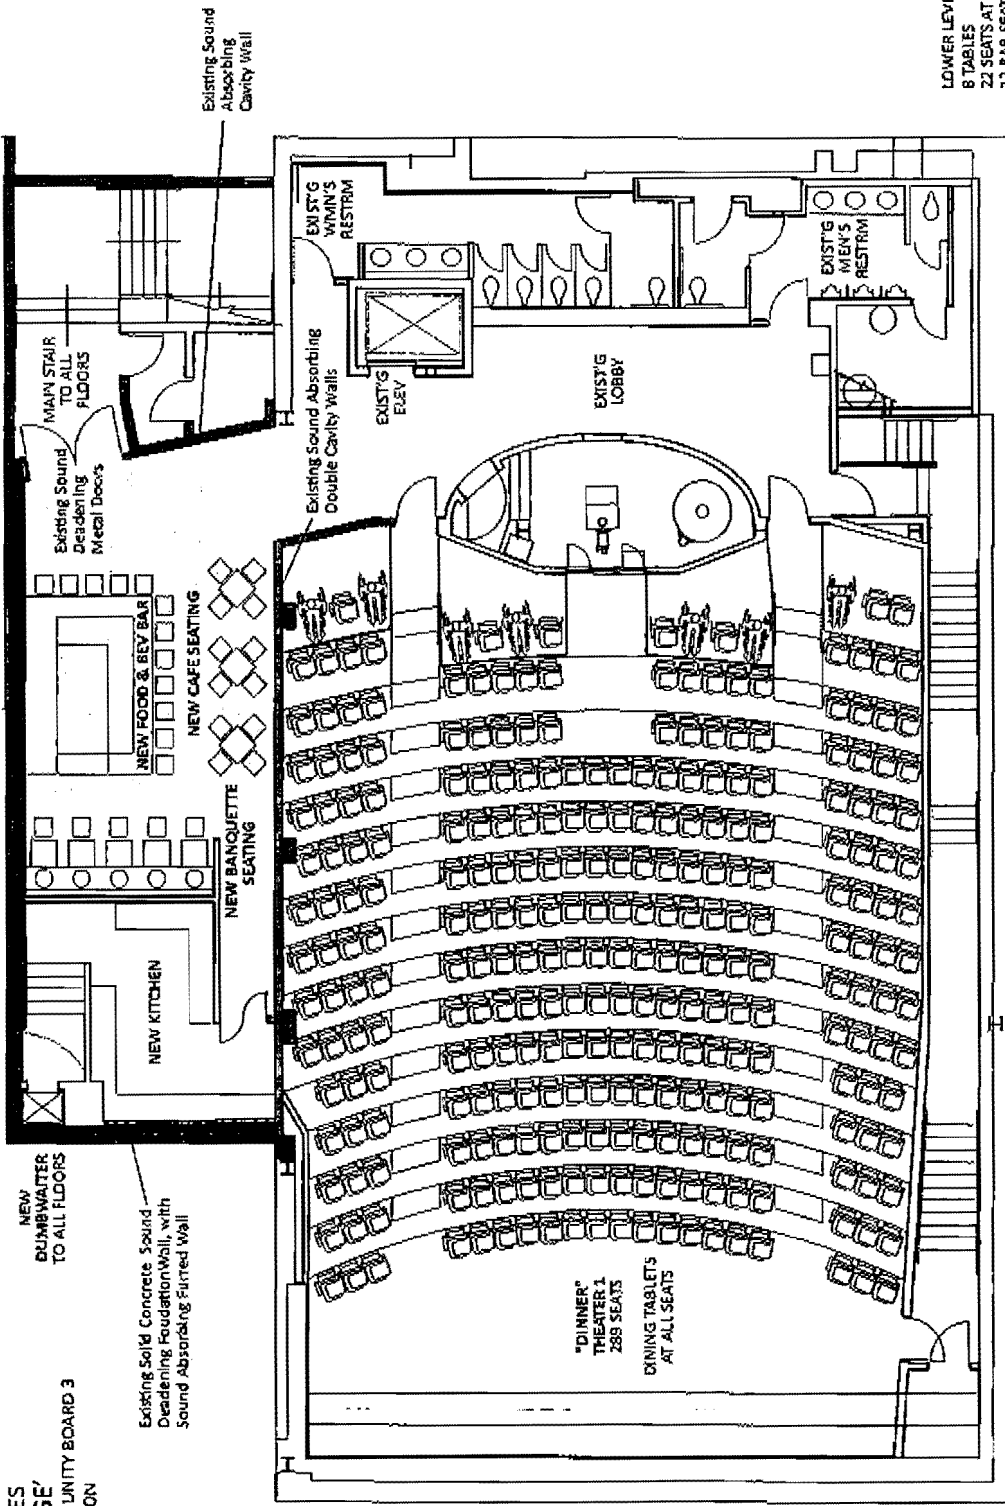 ES
GE'
UNITY BOARD 3
ON
NEW
DUMBWAITER
TO ALL FLOORS
Existing Solid Concrete Sound -
Deadening FoudationWall, with
Sound Absorbing Furred Wall
NEW KITCHEN
NEW BANQUETTE
SEATING
NEW FOOD & BEV BAR
NEW CAFE SEATING
Existing Sound
Deadening
Metal Doors
MAIN STAIR
TO ALL
FLOORS
Existing Sound
Absorbing
Cavity Wall
Existing Sound Absorbing
Double Cavity Walls
EXIST'G
ELEV
EXIST'G
WMN'S
RESTRM
EXIST'G
LOBBY
EXIST'G
MEN'S
RESTRM
"DINNER"
THEATER 1
289 SEATS
DINING TABLETS
AT ALL SEATS
LOWER LEV
8 TABLES
22 SEATS AT